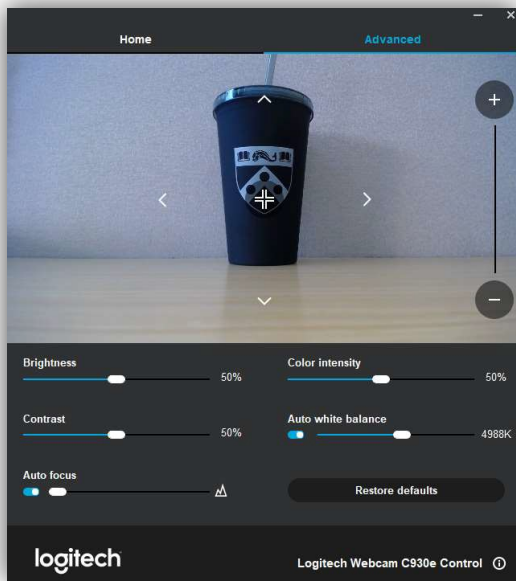 Home
Advanced
Brightness
50%
Color intensity
50%
Contrast
50%
Auto white balance
4988K
Auto focus
Restore defaults
logitech
Logitech Webcam C930e Control